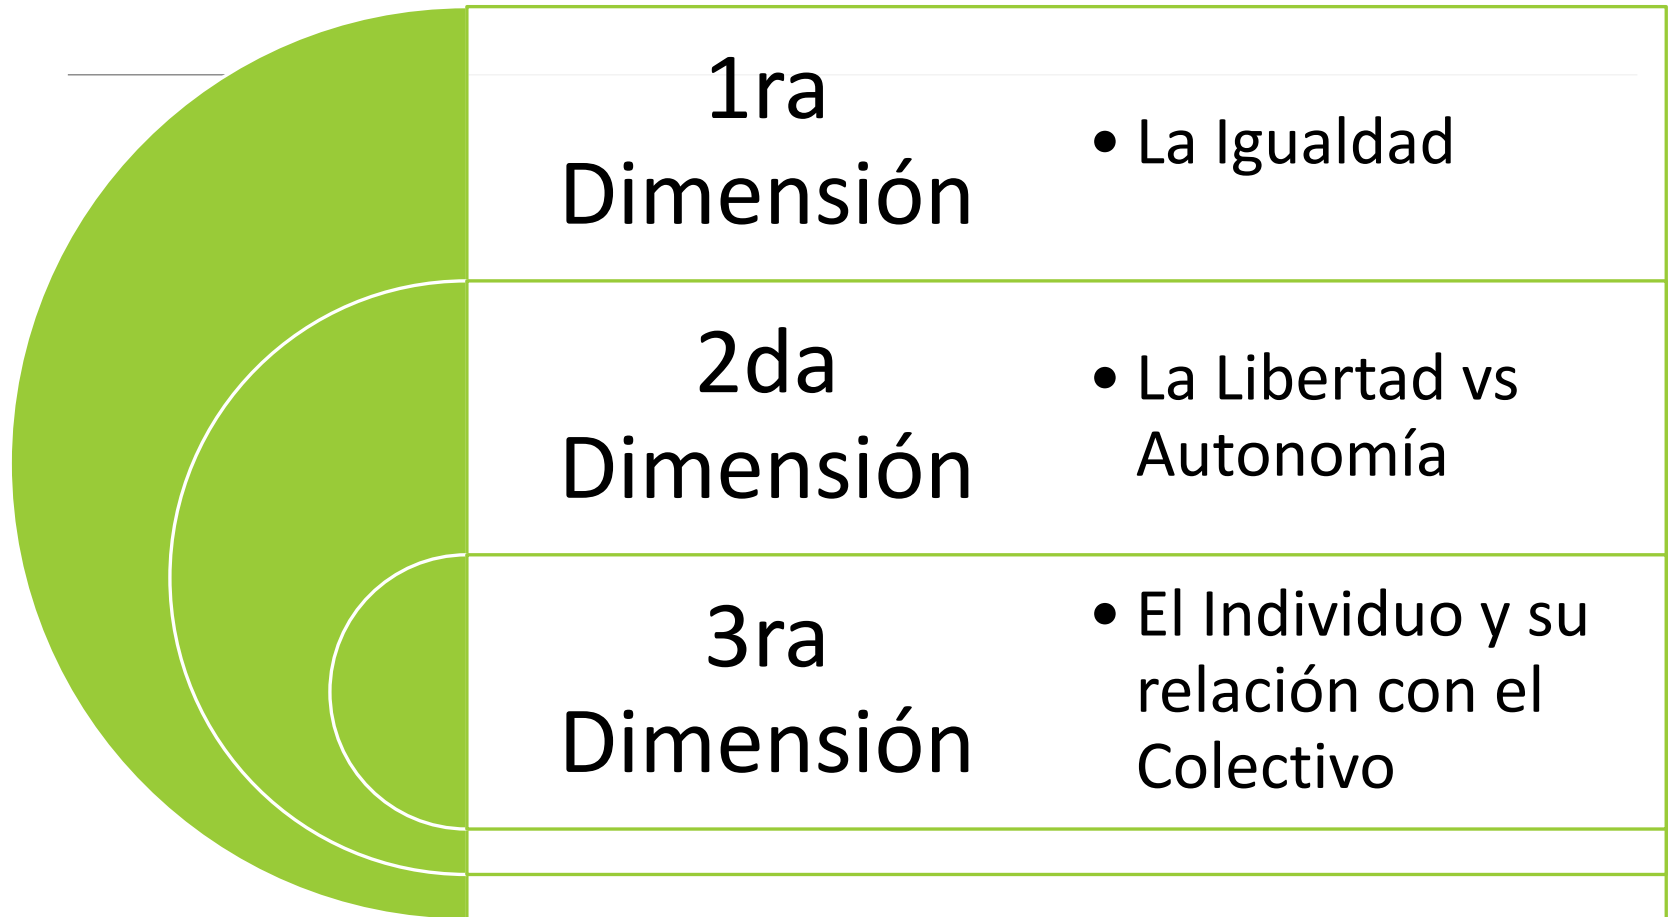 1ra
Dimensión
• La Igualdad
2da
Dimensión
• La Libertad vs
Autonomía
3ra
Dimensión
• El Individuo y su
relación con el
Colectivo